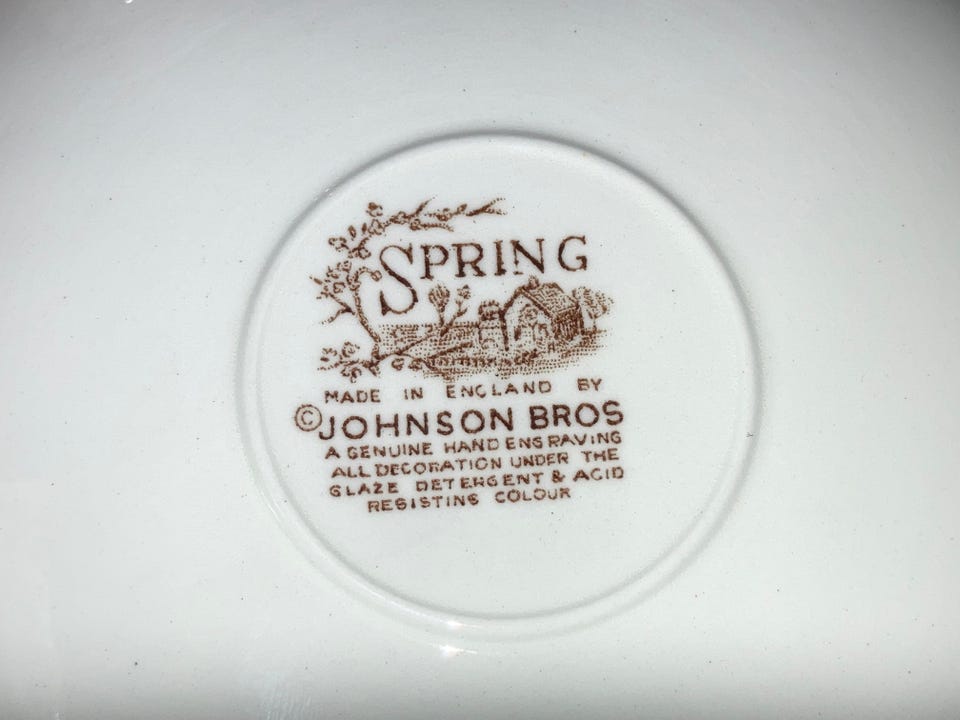 SPRING
MADE IN ENGLAND BY
©JOHNSON BROS
A GENUINE HAND ENGRAVING
ALL DECORATION UNDER THE
GLAZE DETERGENT & ACID
RESISTING COLOUR